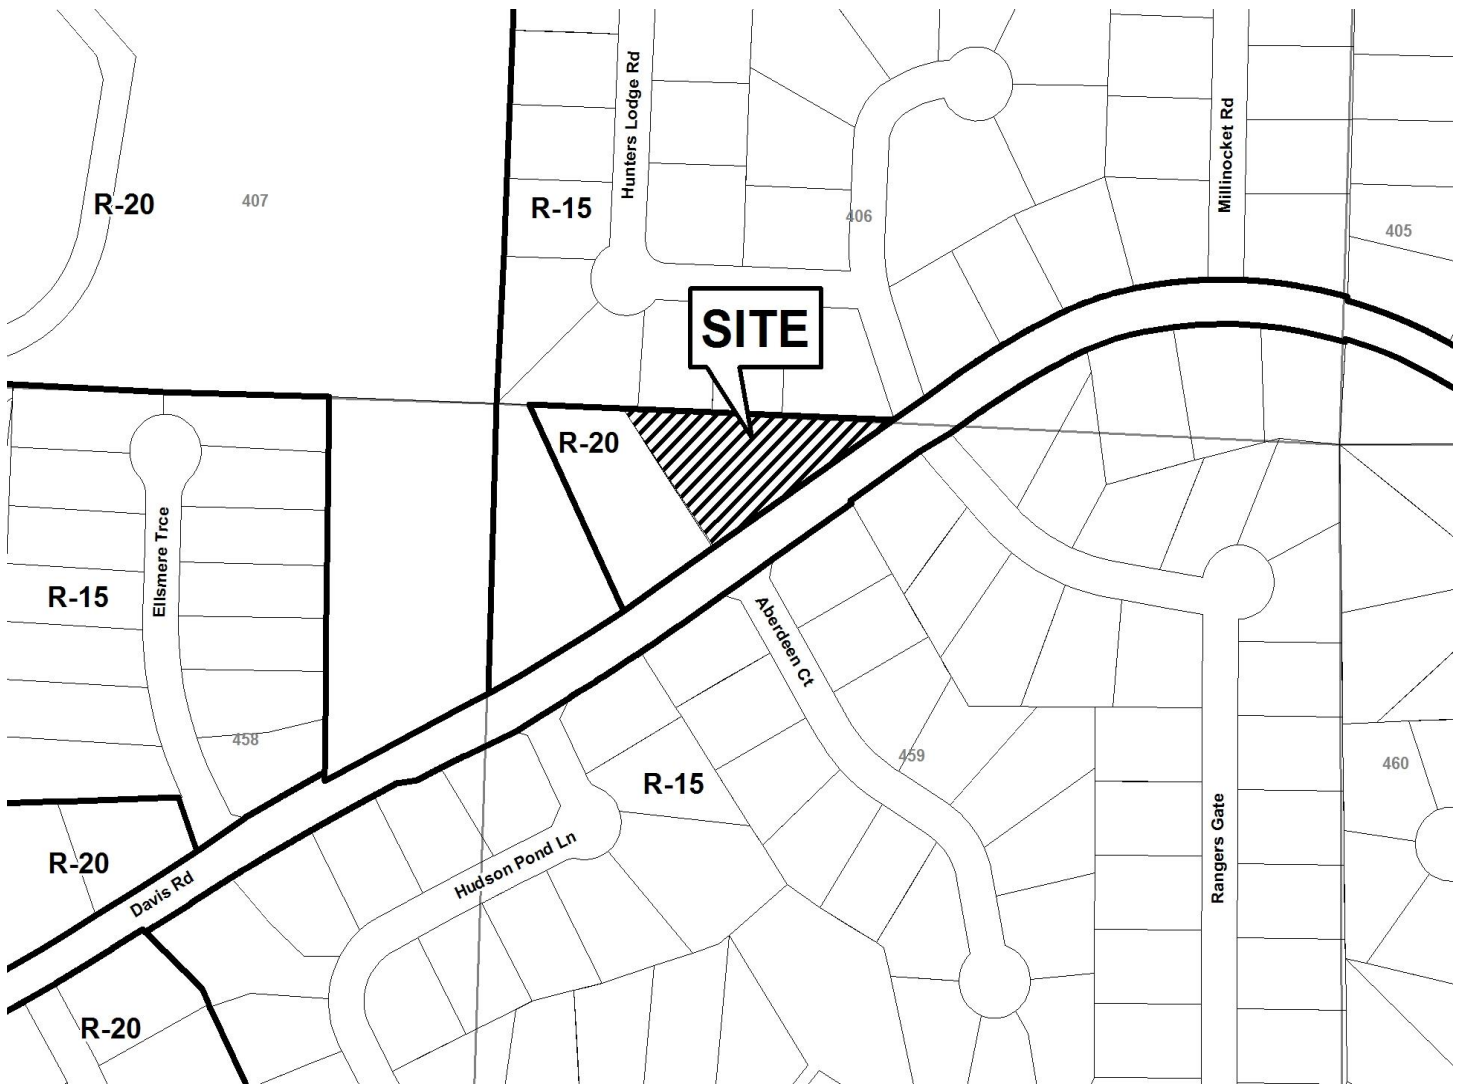 Hunters Lodge Rd
Millinocket Rd
R-20
407
R-15
406
405
SITE
R-20
Ellsmere Trce
R-15
Aberdeen Ct
458
R-15
459
460
Rangers Gate
R-20
Hudson Pond Ln
Davis Rd
R-20